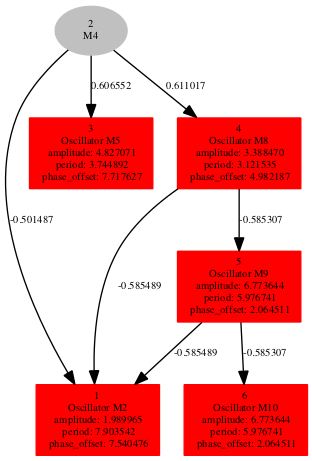 2
M4
0.606552
0.611017
3
Oscillator M5
amplitude: 4.827071
period: 3.744892
phase_offset: 7.717627
4
Oscillator M8
amplitude: 3.388470
period: 3.121535
phase_offset: 4.982187
-0.501487
-0.585307
5
Oscillator M9
amplitude: 6.773644
period: 5.976741
phase_offset: 2.064511
-0.585489
-0.585489
-0.585307
1
Oscillator M2
amplitude: 1.989965
period: 7.903542
phase_offset: 7.540476
6
Oscillator M10
amplitude: 6.773644
period: 5.976741
phase_offset: 2.064511